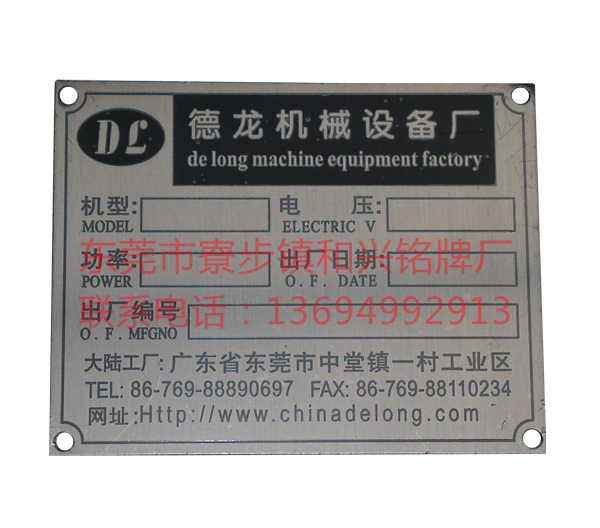 DL
德龙机械设备厂
de long machine equipment factory
机型: 电 压:
MODEL ELECTRIC V
东莞市寮步镇和兴铭牌厂
功率: 出厂日期:
POWER O. F. DATE
联系电话：13694992913
出厂编号
O. F. MFGNO
大陆工厂: 广东省东莞市中堂镇一村工业区
TEL: 86-769-88890697 FAX: 86-769-88110234
网址:Http://www.chinadelong.com